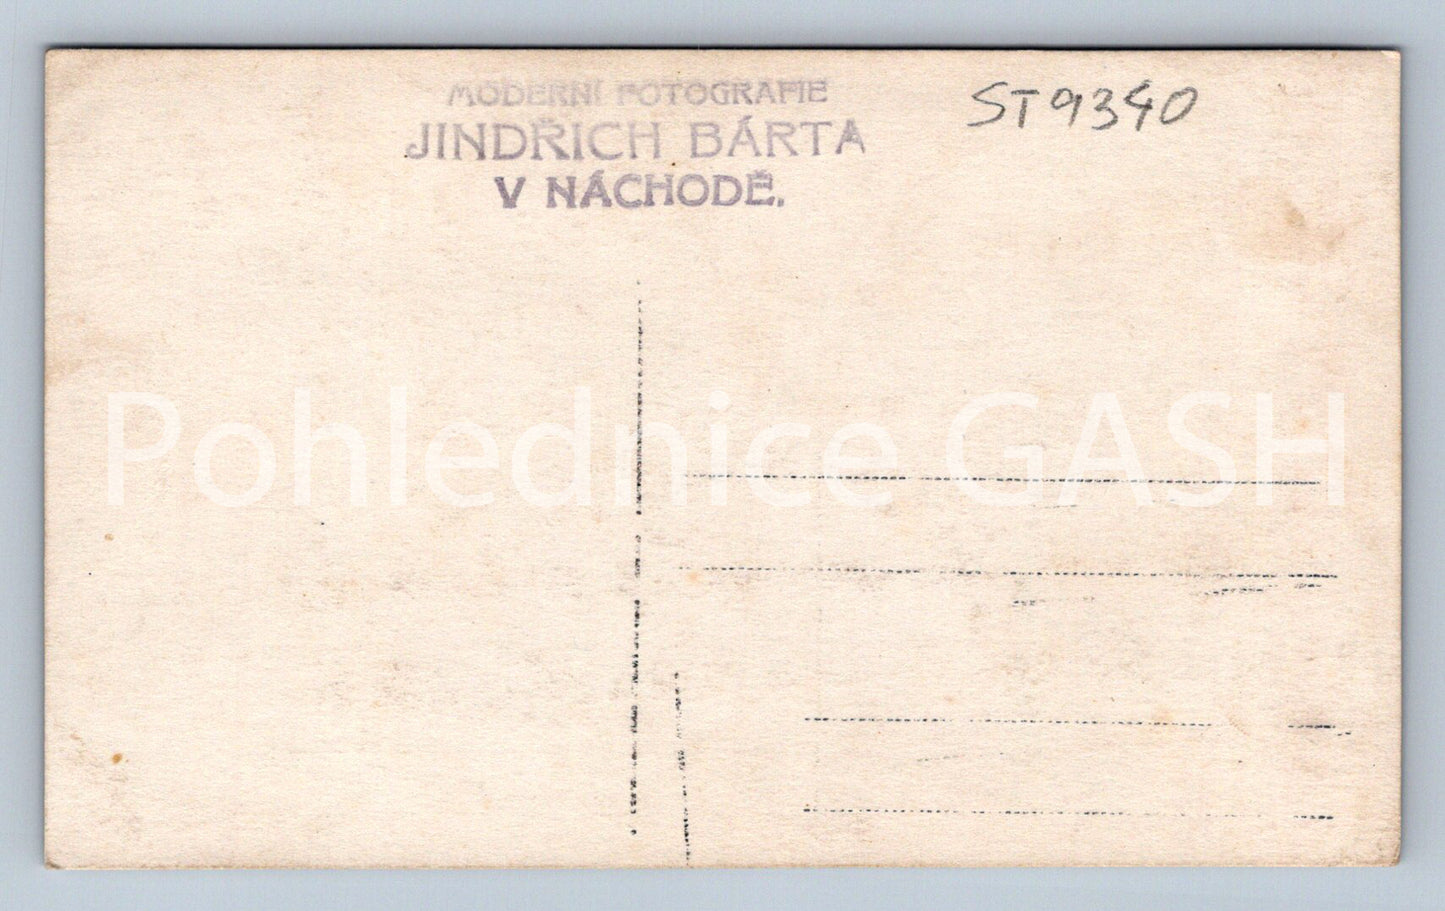 MODERNÍ FOTOGRAFIE
JINDŘICH BÁRTA
V NÁCHODĚ.
ST9340
Pohlednice GASH